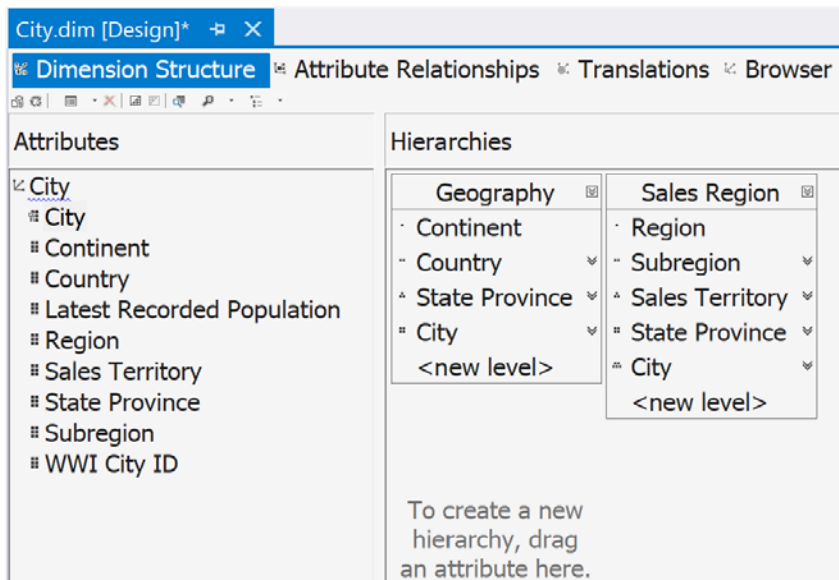 City.dim [Design]*
Dimension Structure Attribute Relationships Translations Browser
Attributes
City
City
Continent
Country
Latest Recorded Population
Region
Sales Territory
State Province
Subregion
WWI City ID
Hierarchies
Geography
Continent
Country
State Province
City
<new level>
Sales Region
Region
Subregion
Sales Territory
State Province
City
<new level>
To create a new
hierarchy, drag
an attribute here.